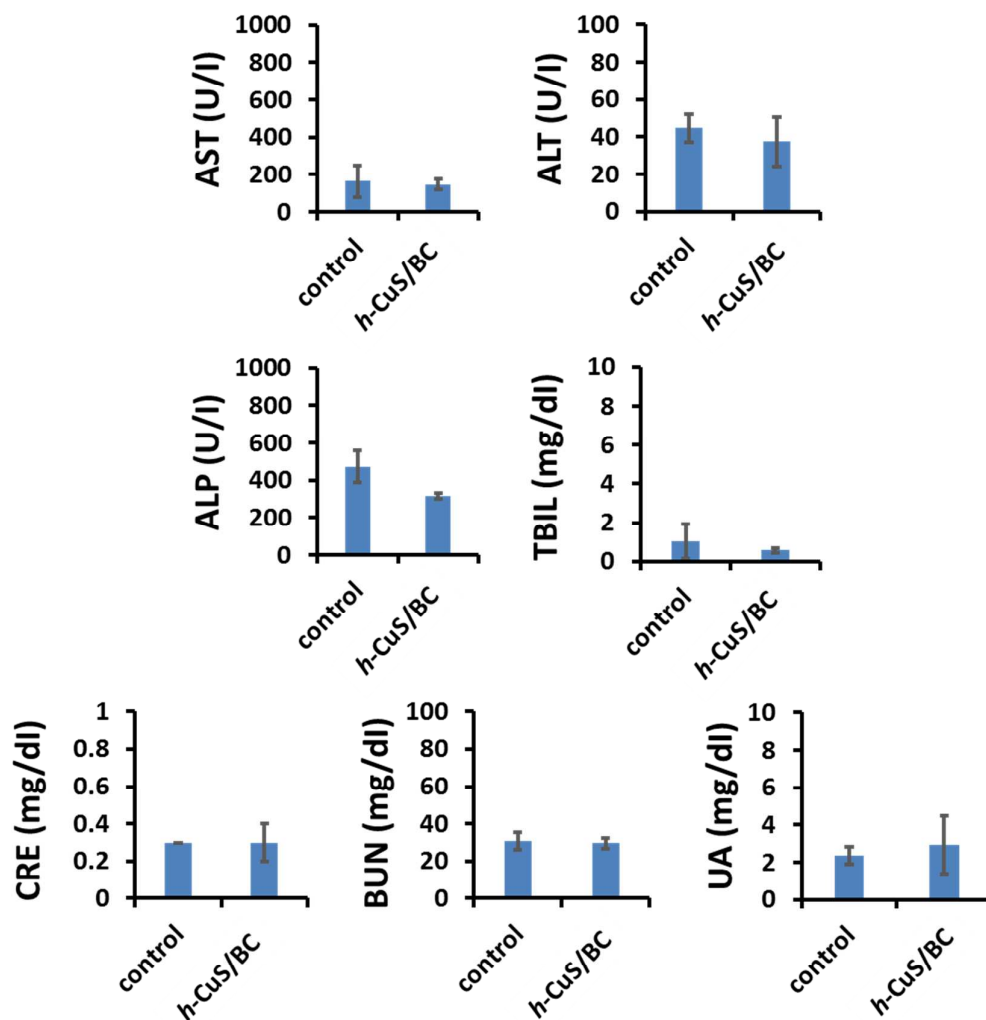 AST (U/l)
1000
800
600
400
200
0
control
h-CuS/BC
ALT (U/l)
100
80
60
40
20
0
control
h-CuS/BC
ALP (U/l)
1000
800
600
400
200
0
control
h-CuS/BC
TBIL (mg/dl)
10
8
6
4
2
0
control
h-CuS/BC
CRE (mg/dl)
1
0.8
0.6
0.4
0.2
0
control
h-CuS/BC
BUN (mg/dl)
100
80
60
40
20
0
control
h-CuS/BC
UA (mg/dl)
10
8
6
4
2
0
control
h-CuS/BC